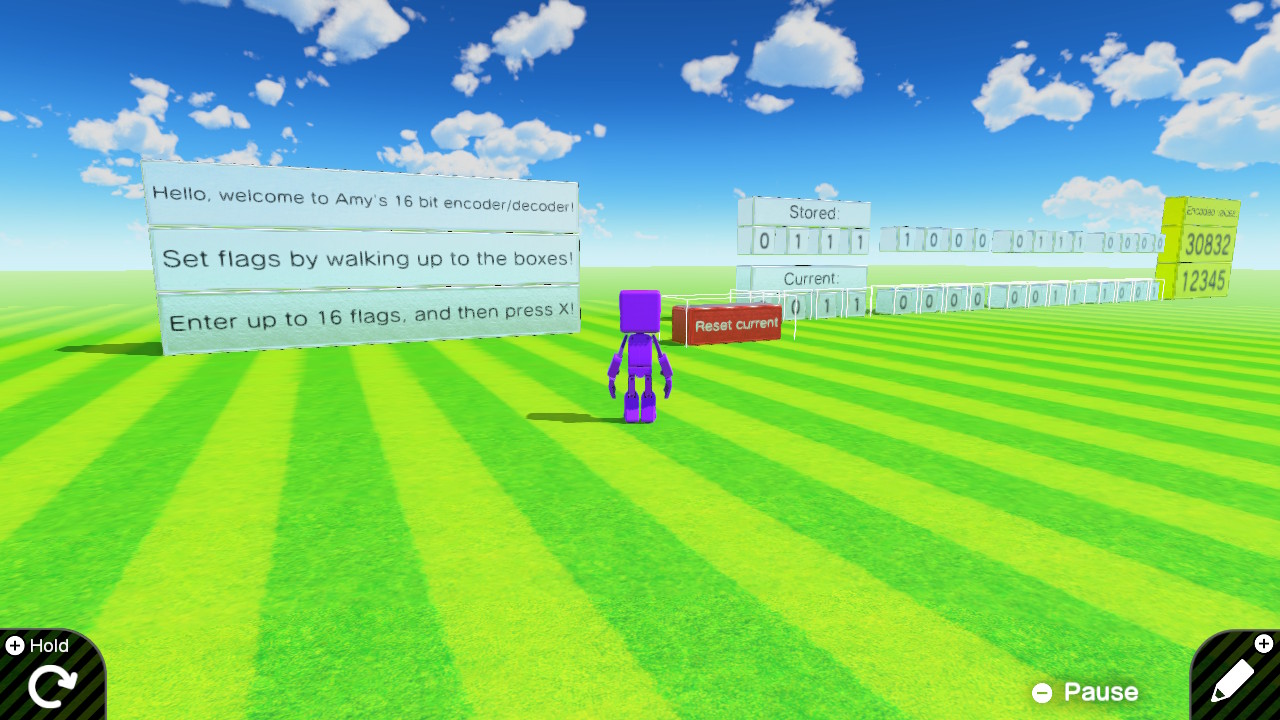 Hello, welcome to Amy's 16 bit encoder/decoder!
Set flags by walking up to the boxes!
Enter up to 16 flags, and then press X!
Stored:
0 1 1 1 1 0 0 0 0 1 1 1 0 0 0 0
Current:
0 1 1 0 0 0 0 0 0 1 1 1 0 0
Reset current
Encoded
30832
12345
Hold
Pause